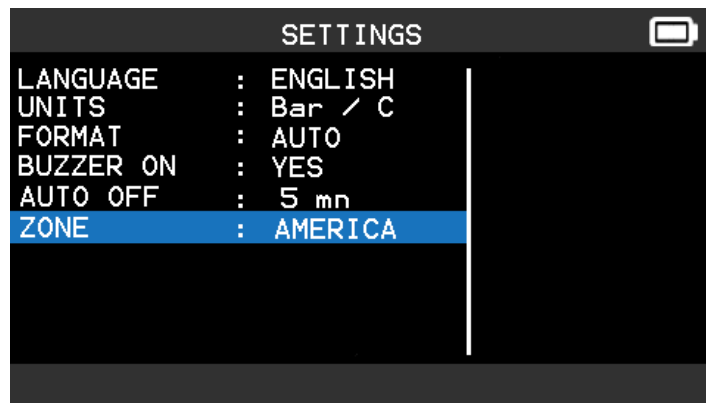 SETTINGS
LANGUAGE : ENGLISH
UNITS : Bar / C
FORMAT : AUTO
BUZZER ON : YES
AUTO OFF : 5 mn
ZONE : AMERICA